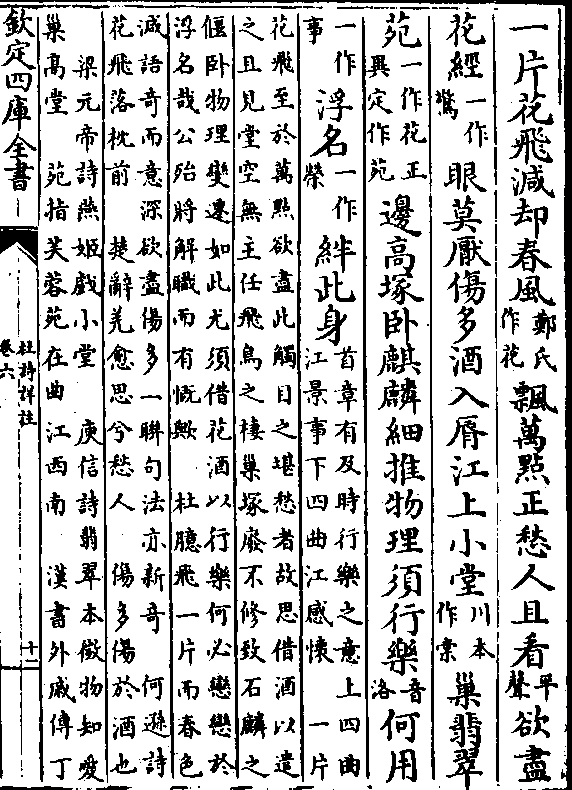 一片花飛減却春風鄭氏作花飄萬點正愁人且看平聲欲盡
花經一作驚眼莫厭傷多酒入脣江上小堂川本作棠巢翡翠
苑一作花正異定作苑邊高塚卧麒麟細推物理須行樂音洛何用
一作事浮名一作榮絆此身首章有及時行樂之意上四曲江景事下四曲江感懷　一片
花飛至於萬點欲盡此觸目之堪愁者故思借酒以遣
之且見堂空無主任飛鳥之棲巢塚廢不修致石麟之
偃卧物理變遷如此尤須借花酒以行樂何必戀戀於
浮名哉公殆將解職而有慨歟　杜臆飛一片而春色
減語奇而意深欲盡傷多一聯句法亦新奇　何遜詩
花飛落枕前　楚辭羌愈思兮愁人　傷多傷於酒也
梁元帝詩燕姬戲小堂　庾信詩翡翠本微物知愛
巢高堂　苑指芙蓉苑在曲江西南　漢書外戚傳丁
欽定四庫全書
杜詩詳註
卷六
十二